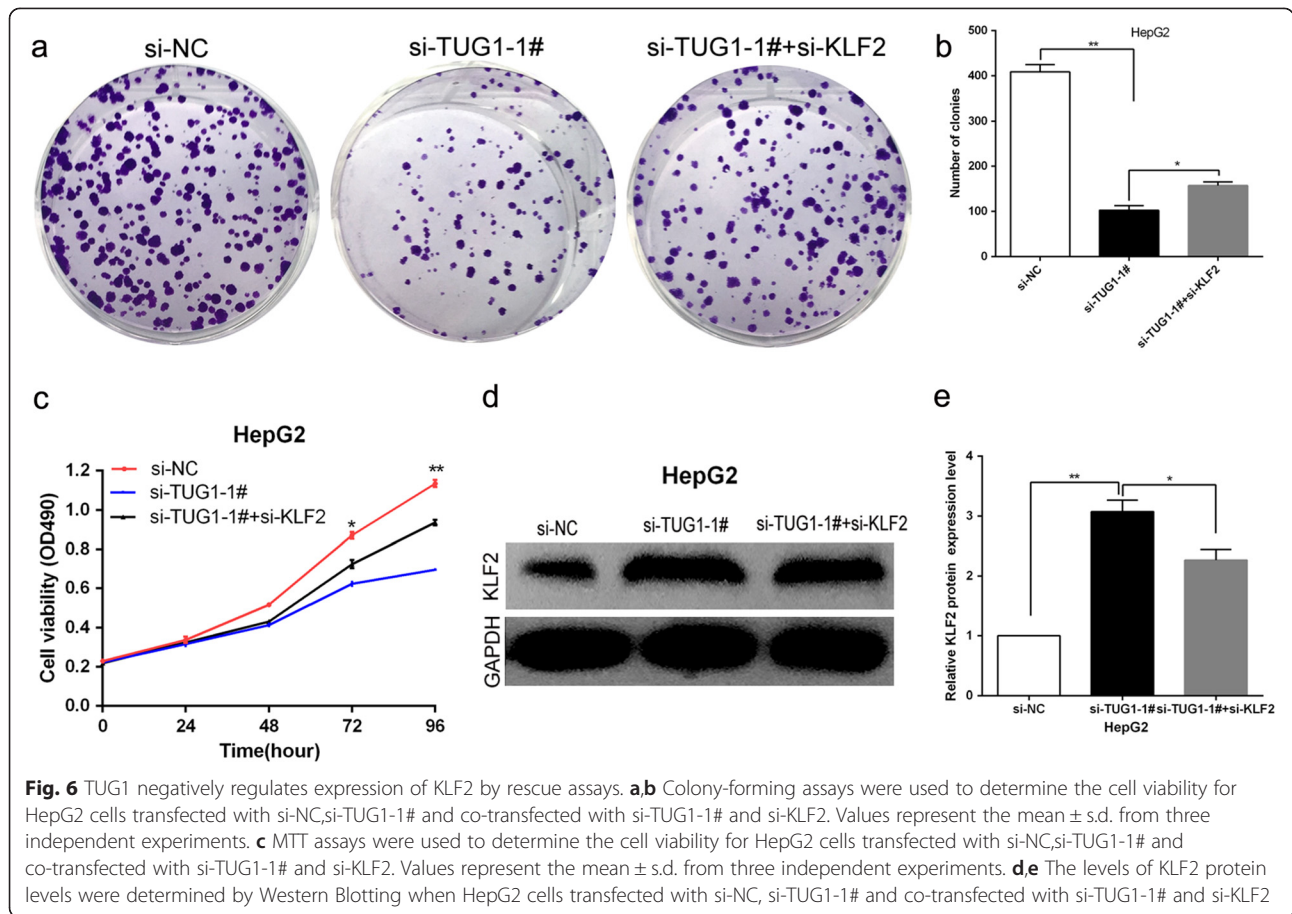 a
si-NC
si-TUG1-1#
si-TUG1-1#+si-KLF2
b
HepG2
500
400
300
200
100
0
Number of clonies
**
*
si-NC
si-TUG1-1#
si-TUG1-1#+si-KLF2
c
HepG2
si-NC
si-TUG1-1#
si-TUG1-1#+si-KLF2
1.2
1.0
0.8
0.6
0.4
0.2
0.0
Cell viability (OD490)
*
**
0 24 48 72 96
Time(hour)
d
HepG2
si-NC si-TUG1-1# si-TUG1-1#+si-KLF2
KLF2
GAPDH
e
4
3
2
1
0
Relative KLF2 protein expression level
**
*
si-NC si-TUG1-1# si-TUG1-1#+si-KLF2
HepG2
Fig. 6 TUG1 negatively regulates expression of KLF2 by rescue assays. a,b Colony-forming assays were used to determine the cell viability for
HepG2 cells transfected with si-NC,si-TUG1-1# and co-transfected with si-TUG1-1# and si-KLF2. Values represent the mean ± s.d. from three
independent experiments. c MTT assays were used to determine the cell viability for HepG2 cells transfected with si-NC,si-TUG1-1# and
co-transfected with si-TUG1-1# and si-KLF2. Values represent the mean ± s.d. from three independent experiments. d,e The levels of KLF2 protein
levels were determined by Western Blotting when HepG2 cells transfected with si-NC, si-TUG1-1# and co-transfected with si-TUG1-1# and si-KLF2